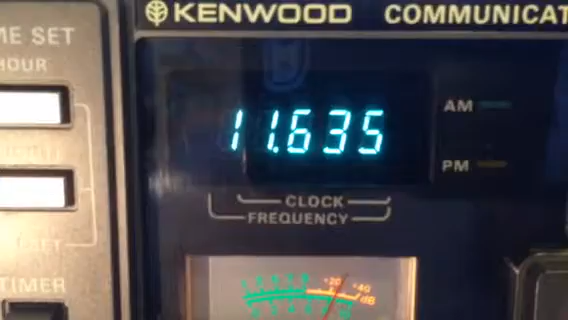 KENWOOD COMMUNICAT
ME SET
HOUR
11.635
AM
PM
CLOCK
FREQUENCY
TIMER
+20 +40
dB